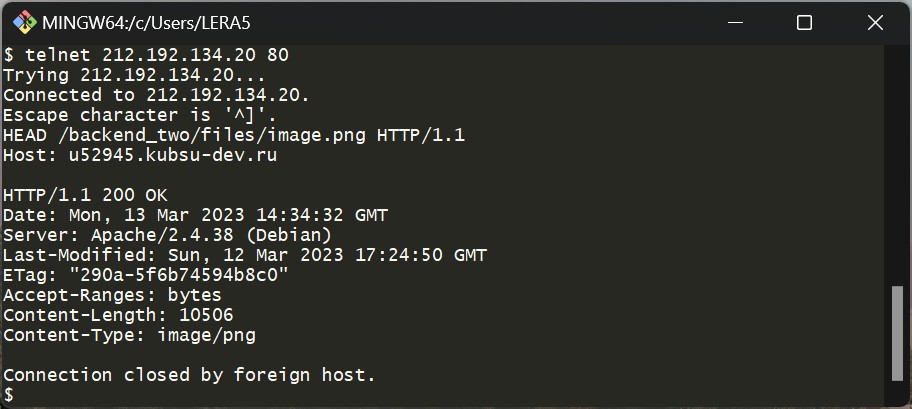 MINGW64:/c/Users/LERA5
$ telnet 212.192.134.20 80
Trying 212.192.134.20...
Connected to 212.192.134.20.
Escape character is '^]'.
HEAD /backend_two/files/image.png HTTP/1.1
Host: u52945.kubsu-dev.ru

HTTP/1.1 200 OK
Date: Mon, 13 Mar 2023 14:34:32 GMT
Server: Apache/2.4.38 (Debian)
Last-Modified: Sun, 12 Mar 2023 17:24:50 GMT
ETag: "290a-5f6b74594b8c0"
Accept-Ranges: bytes
Content-Length: 10506
Content-Type: image/png

Connection closed by foreign host.
$